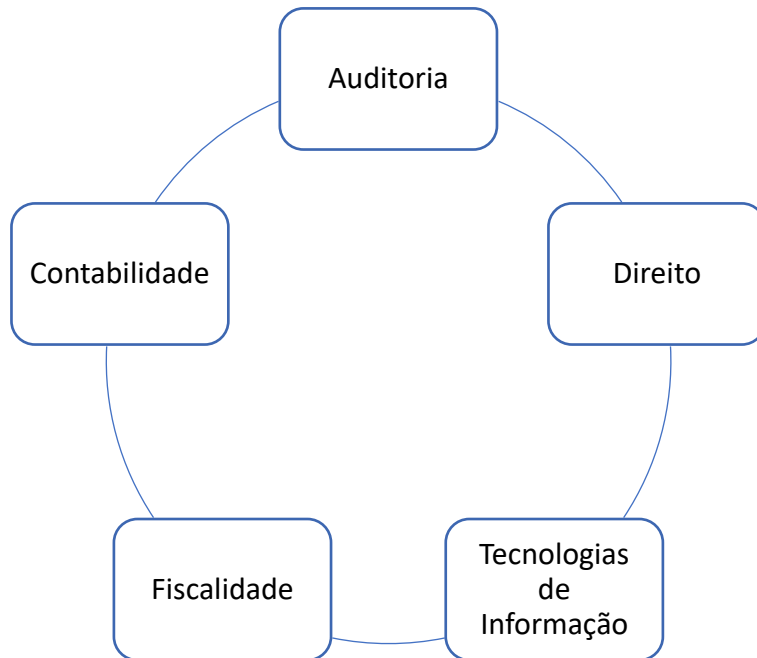 Auditoria
Contabilidade
Direito
Fiscalidade
Tecnologias
de
Informação